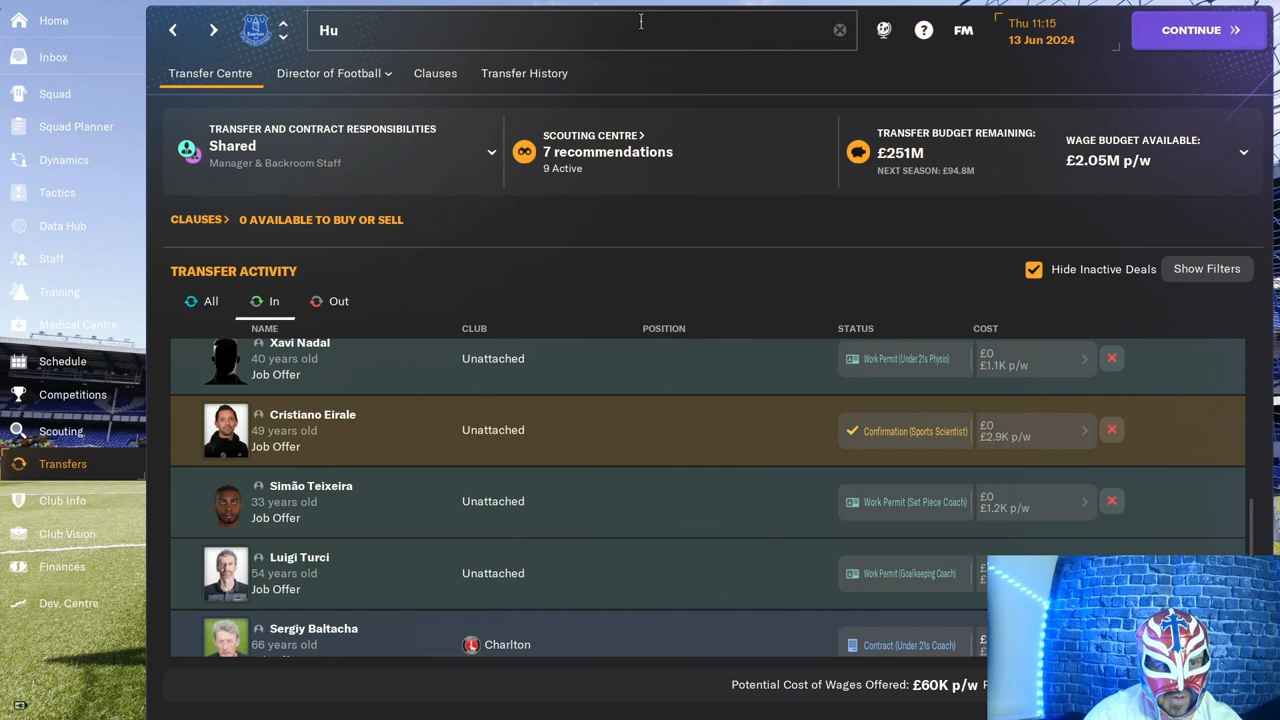 Home
Inbox
Squad
Squad Planner
Dynamics
Tactics
Data Hub
Staff
Training
Medical Centre
Schedule
Competitions
Scouting
Transfers
Club Info
Club Vision
Finances
Dev. Centre
Hu
?
FM
Thu 11:15
13 Jun 2024
CONTINUE
Transfer Centre
Director of Football
Clauses
Transfer History
TRANSFER AND CONTRACT RESPONSIBILITIES
Shared
Manager & Backroom Staff
SCOUTING CENTRE >
7 recommendations
9 Active
TRANSFER BUDGET REMAINING:
£251M
NEXT SEASON: £94.8M
WAGE BUDGET AVAILABLE:
£2.05M p/w
CLAUSES > 0 AVAILABLE TO BUY OR SELL
TRANSFER ACTIVITY
Hide Inactive Deals
Show Filters
All
In
Out
NAME CLUB POSITION STATUS COST
Xavi Nadal
40 years old
Job Offer
Unattached
Work Permit (Under 21s Physio)
£0
£1.1K p/w
Cristiano Eirale
49 years old
Job Offer
Unattached
Confirmation (Sports Scientist)
£0
£2.9K p/w
Simão Teixeira
33 years old
Job Offer
Unattached
Work Permit (Set Piece Coach)
£0
£1.2K p/w
Luigi Turci
54 years old
Job Offer
Unattached
Work Permit (Goalkeeping Coach)
Sergiy Baltacha
66 years old
Charlton
Contract (Under 21s Coach)
Potential Cost of Wages Offered: £60K p/w